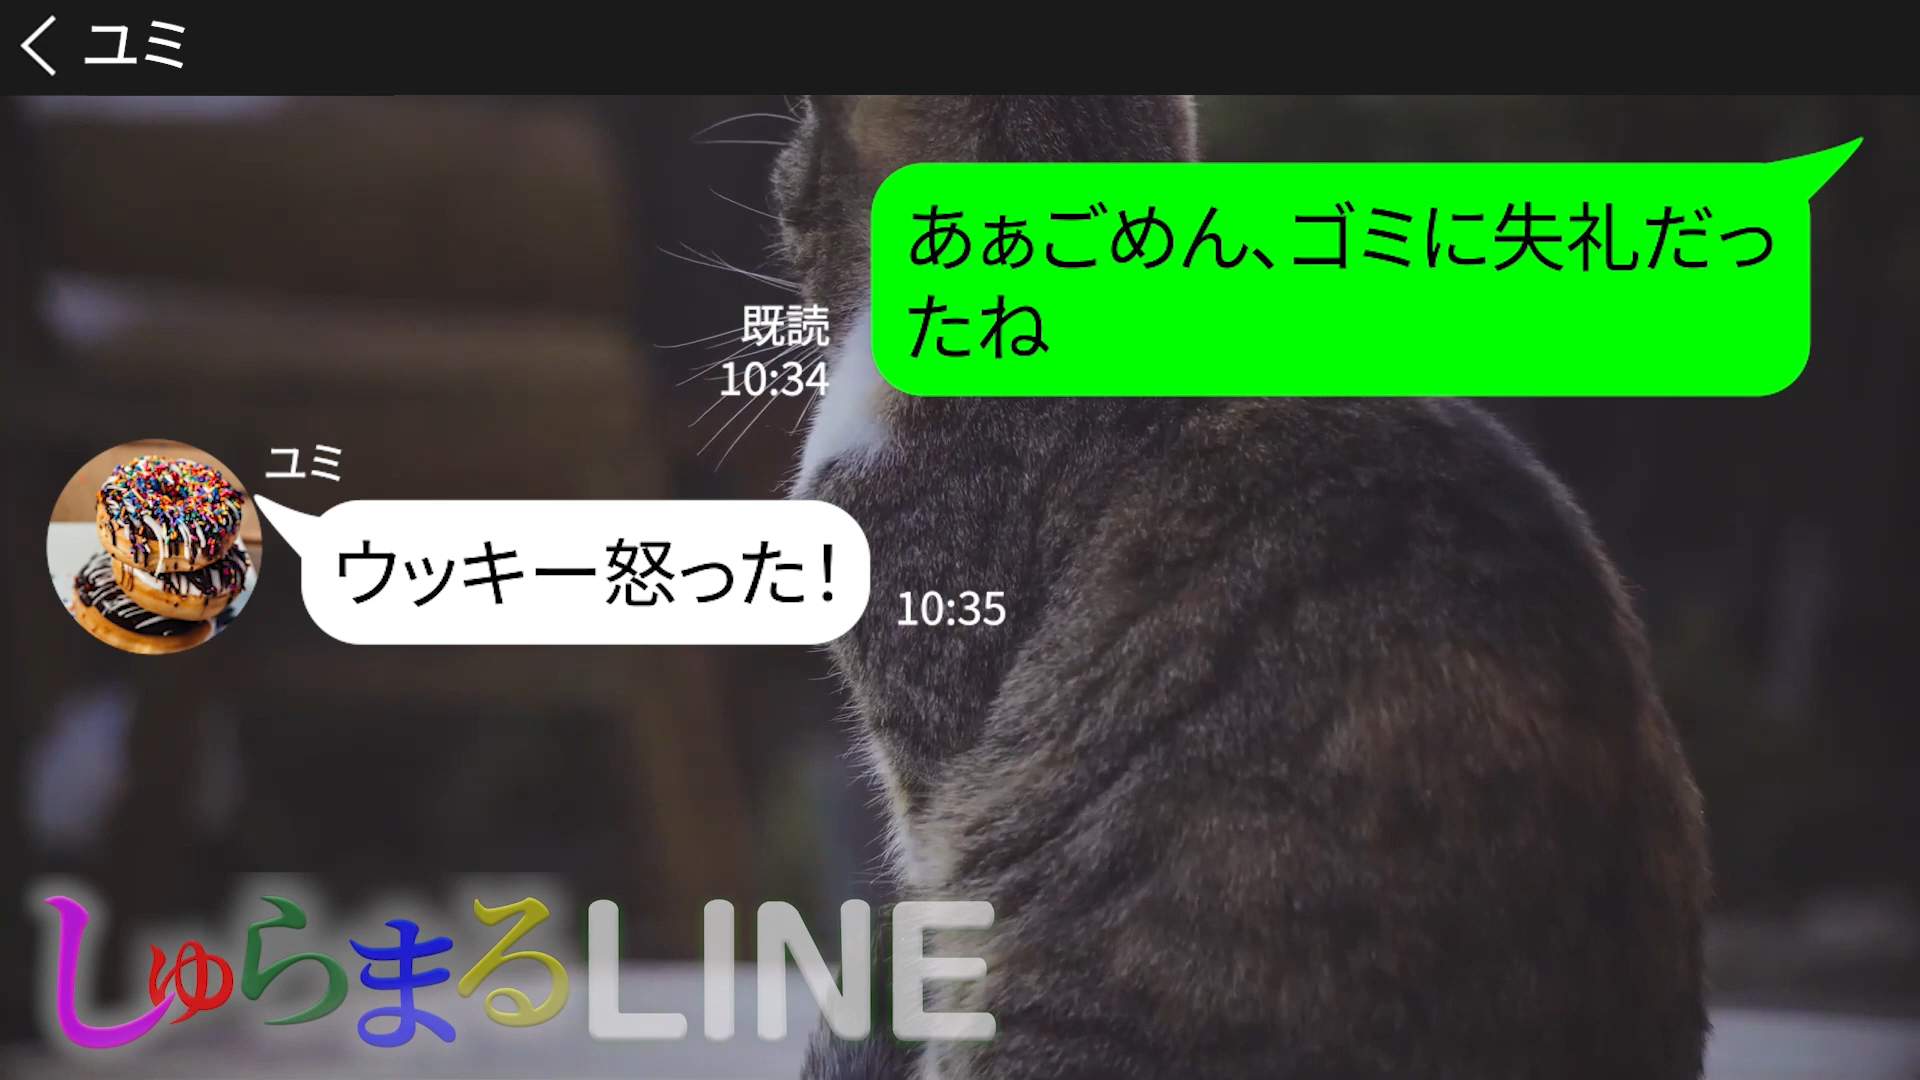 ユミ
あぁごめん、ゴミに失礼だっ
たね
既読
10:34
ユミ
ウッキー怒った!
10:35
しゅらまるLINE